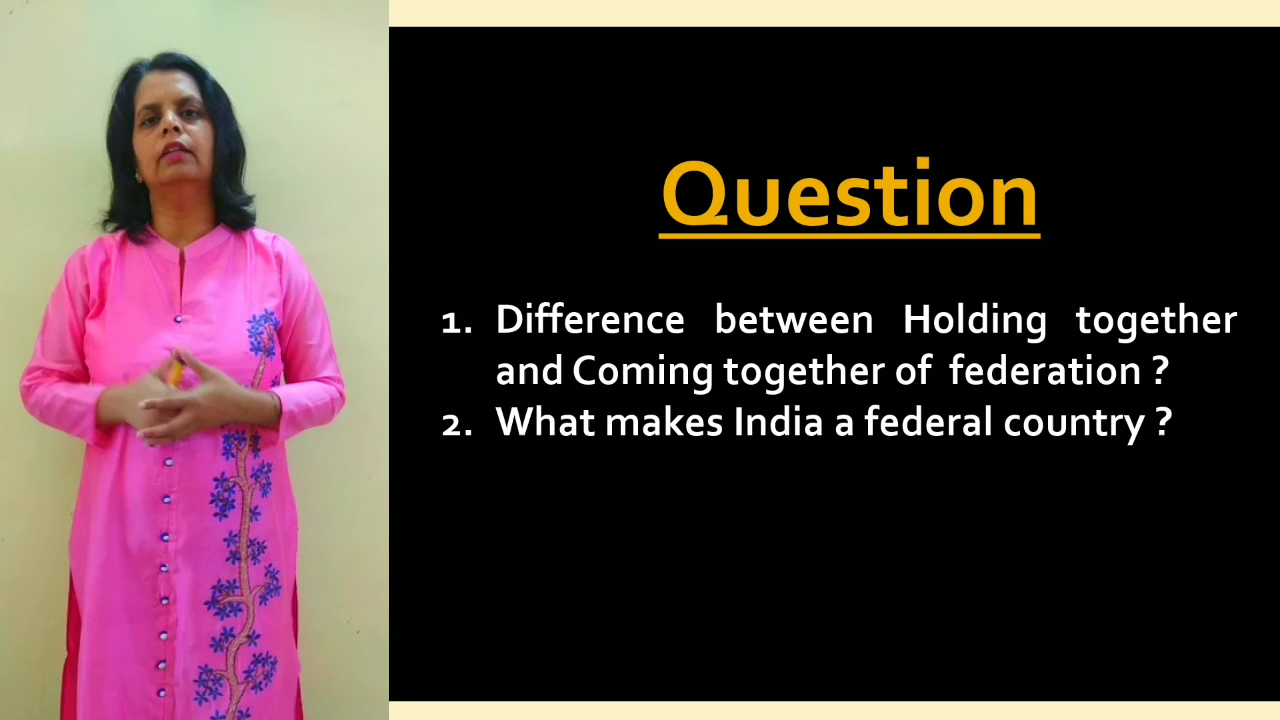 Question
1. Difference between Holding together
and Coming together of federation ?
2. What makes India a federal country ?